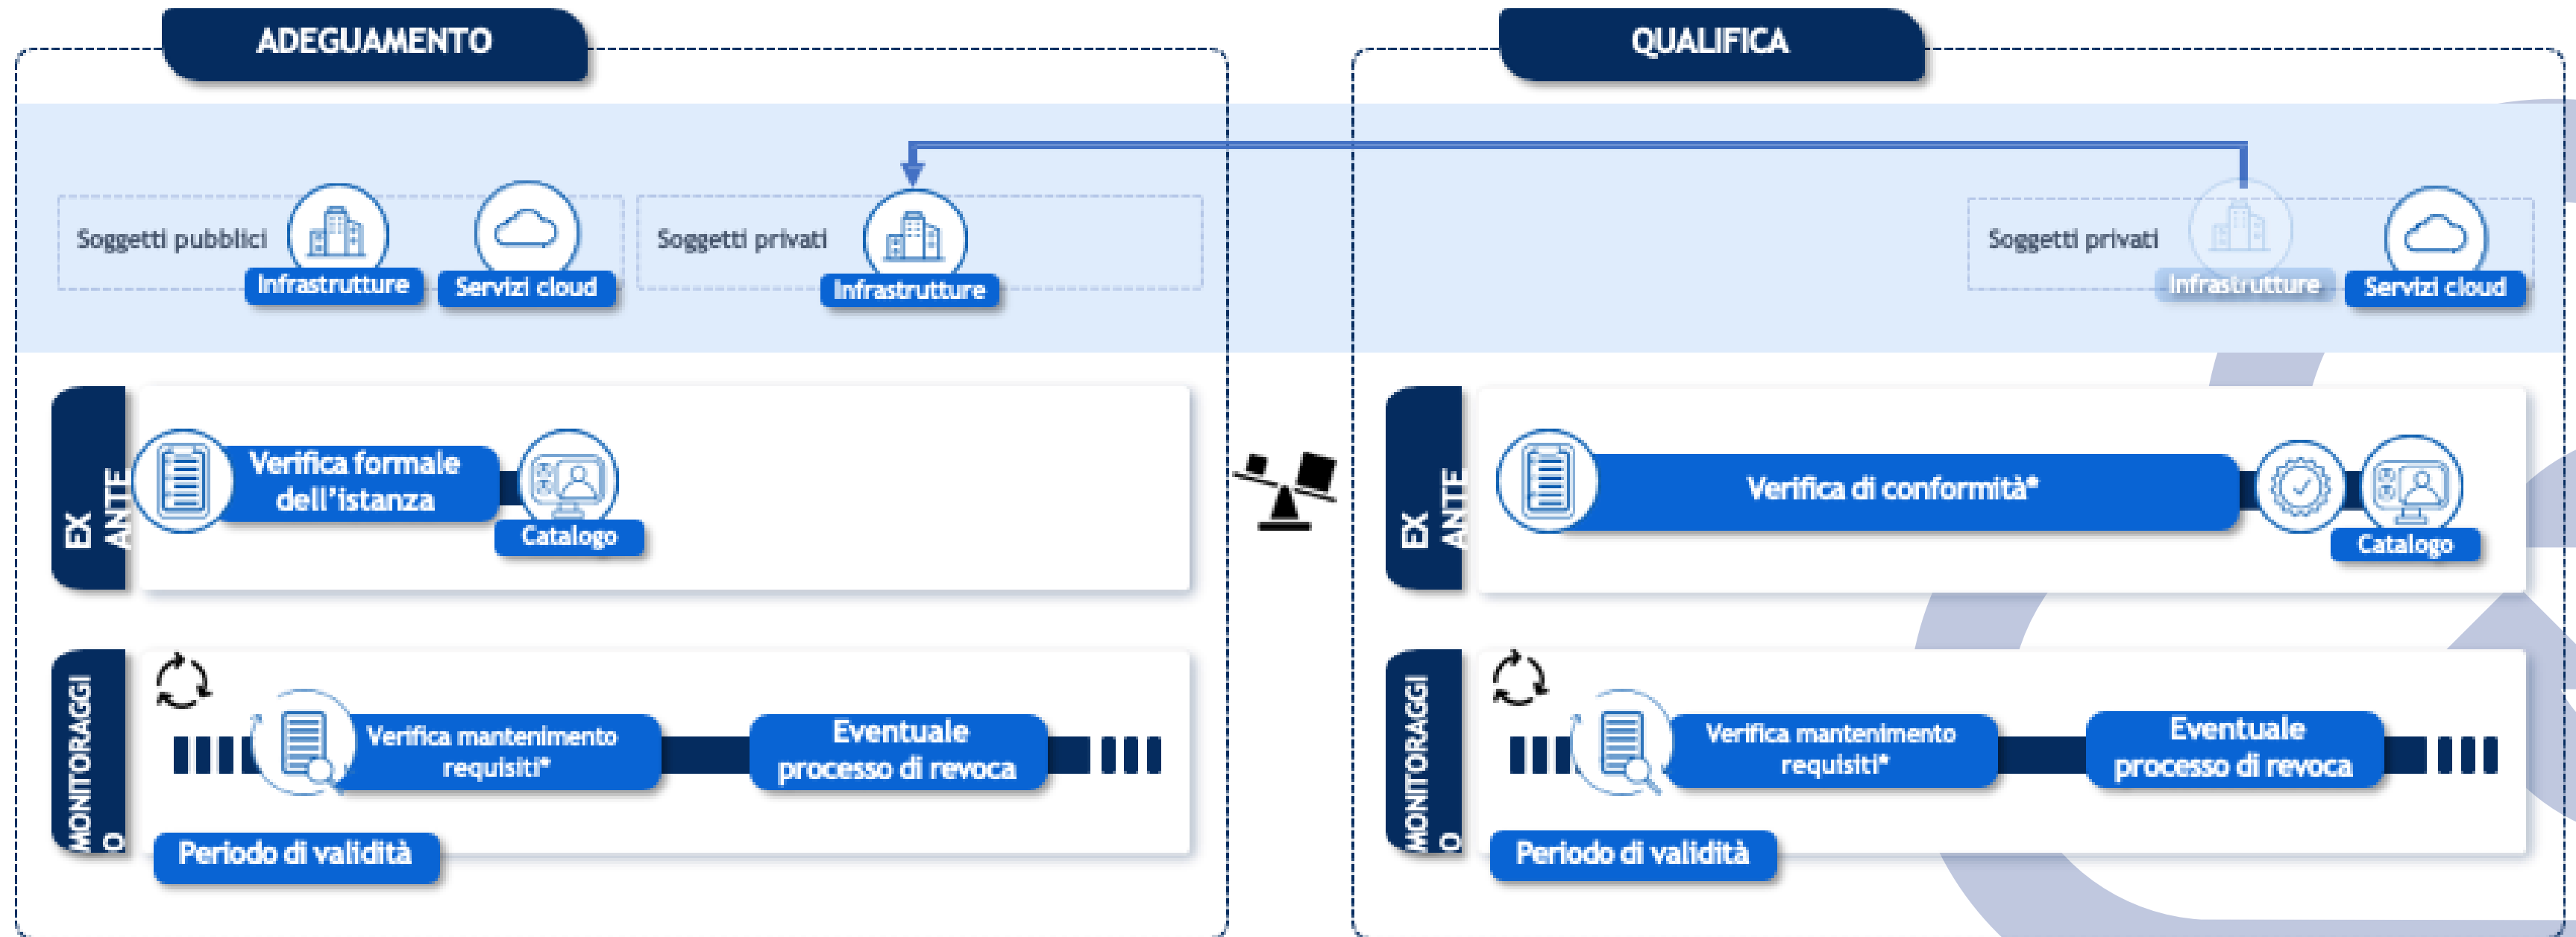 ADEGUAMENTO
QUALIFICA
Soggetti pubblici
Infrastrutture
Servizi cloud
Soggetti privati
Infrastrutture
Soggetti privati
Infrastrutture
Servizi cloud
EX
ANTE
Verifica formale
dell'istanza
Catalogo
EX
ANTE
Verifica di conformità*
Catalogo
MONITORAGGI
O
Verifica mantenimento
requisiti*
Eventuale
processo di revoca
Periodo di validità
MONITORAGGI
O
Verifica mantenimento
requisiti*
Eventuale
processo di revoca
Periodo di validità